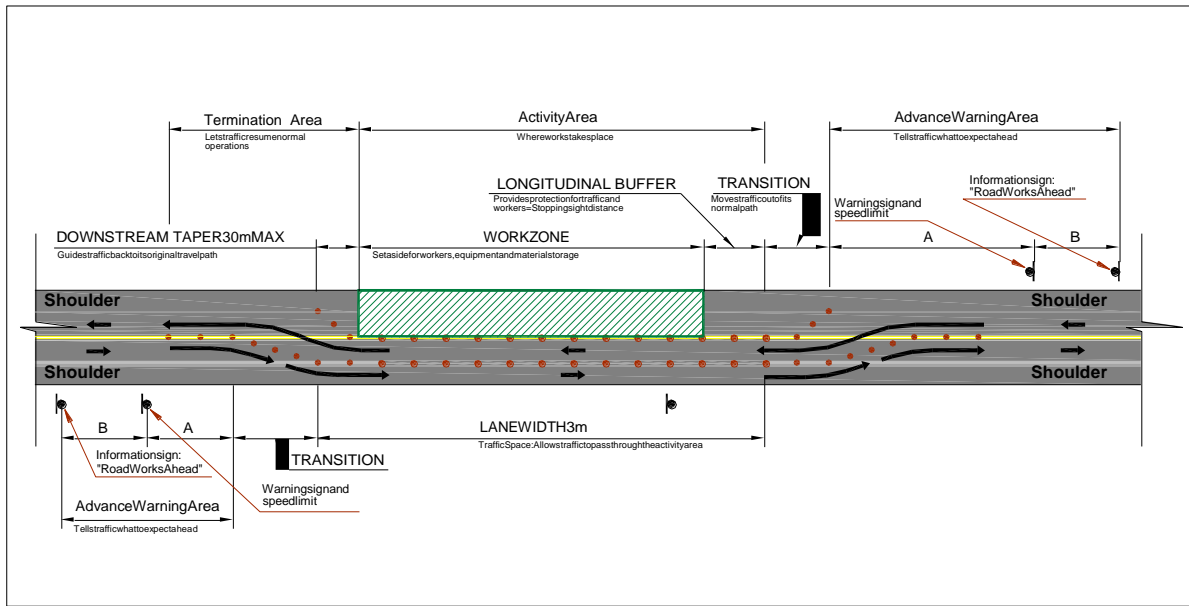 Termination Area
Letstrafficresumenormal
operations
ActivityArea
Whereworkstakesplace
AdvanceWarningArea
Tellstrafficwhattoexpectahead
LONGITUDINAL BUFFER
Providesprotectionfortrafficand
workers=Stoppingsightdistance
TRANSITION
Movestrafficoutofits
normalpath
Informationsign:
"RoadWorksAhead"
Warningsignand
speedlimit
DOWNSTREAM TAPER30mMAX
Guidestrafficbacktoitsoriginaltravelpath
WORKZONE
Setasideforworkers,equipmentandmaterialstorage
A
B
Shoulder
Shoulder
Shoulder
Shoulder
B
A
LANEWIDTH3m
TrafficSpace:Allowstraffictopassthroughtheactivityarea
Informationsign:
"RoadWorksAhead"
TRANSITION
Warningsignand
speedlimit
AdvanceWarningArea
Tellstrafficwhattoexpectahead